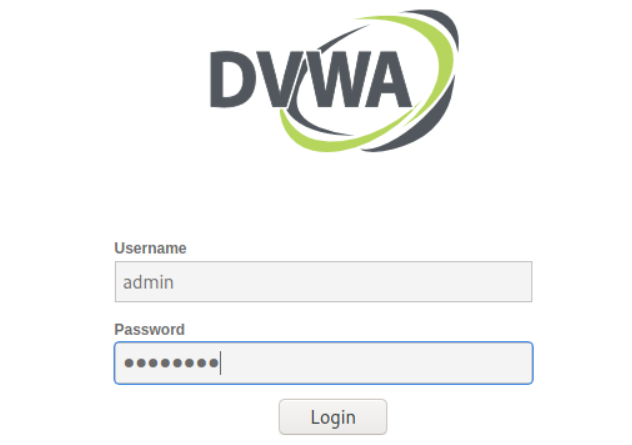 DVWA
Username
admin
Password
••••••••
Login